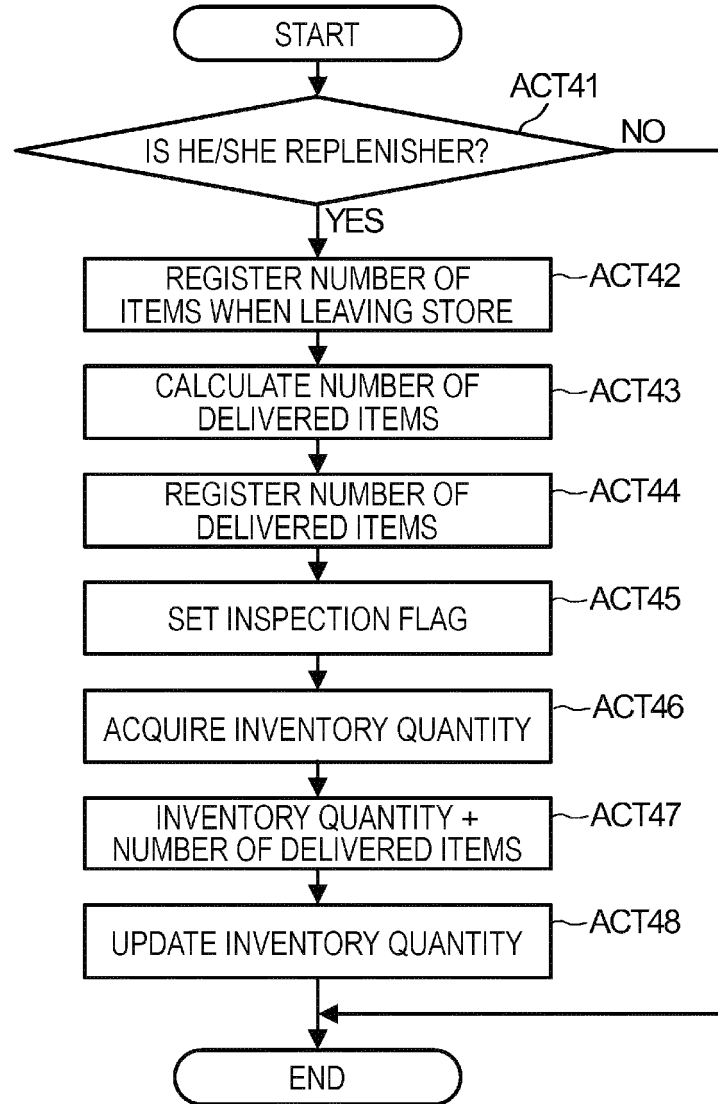 START
ACT41
IS HE/SHE REPLENISHER?
NO
YES
REGISTER NUMBER OF
ITEMS WHEN LEAVING STORE
ACT42
CALCULATE NUMBER OF
DELIVERED ITEMS
ACT43
REGISTER NUMBER OF
DELIVERED ITEMS
ACT44
SET INSPECTION FLAG
ACT45
ACQUIRE INVENTORY QUANTITY
ACT46
INVENTORY QUANTITY +
NUMBER OF DELIVERED ITEMS
ACT47
UPDATE INVENTORY QUANTITY
ACT48
END